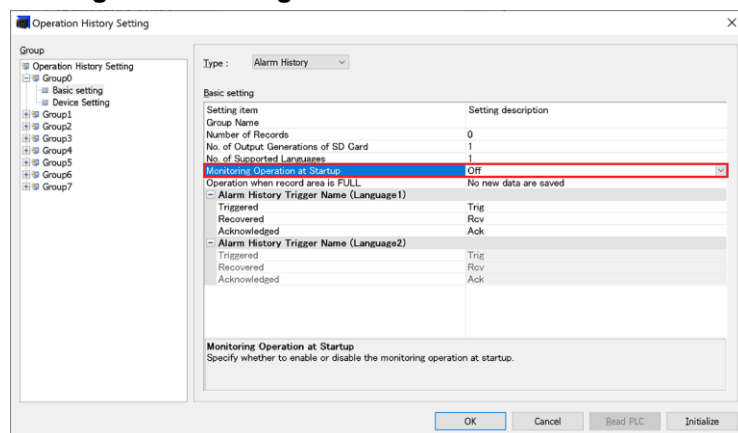 Operation History Setting
Group
Operation History Setting
Group0
Basic setting
Device Setting
Group1
Group2
Group3
Group4
Group5
Group6
Group7
Type : Alarm History
Basic setting
Setting item Setting description
Group Name
Number of Records 0
No. of Output Generations of SD Card 1
No. of Supported Languages 1
Monitoring Operation at Startup Off
Operation when record area is FULL No new data are saved
Alarm History Trigger Name (Language1)
Triggered Trig
Recovered Rcv
Acknowledged Ack
Alarm History Trigger Name (Language2)
Triggered Trig
Recovered Rcv
Acknowledged Ack
Monitoring Operation at Startup
Specify whether to enable or disable the monitoring operation at startup.
OK Cancel Read PLC Initialize